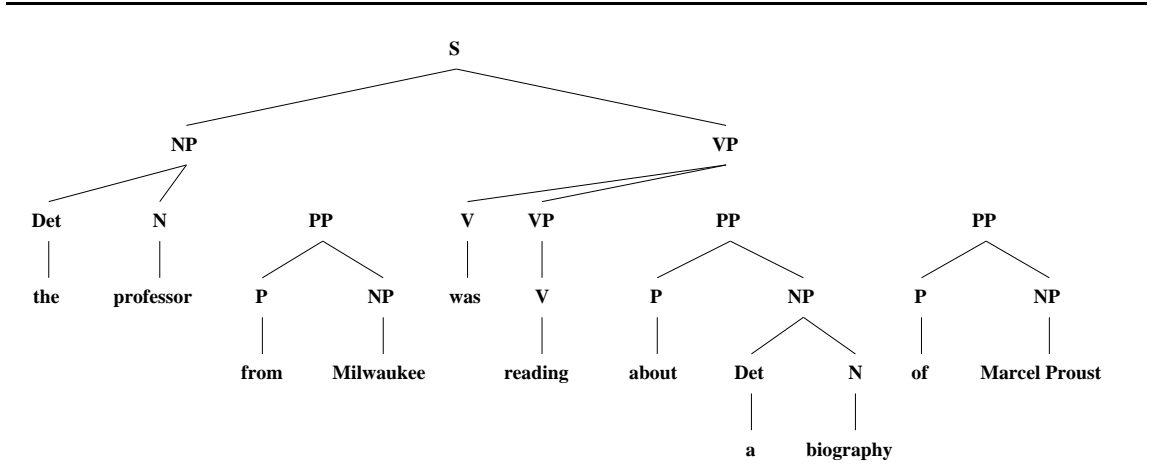 S
NP VP
Det N PP V VP PP PP
the professor P NP was V P NP P NP
from Milwaukee reading about Det N of Marcel Proust
a biography